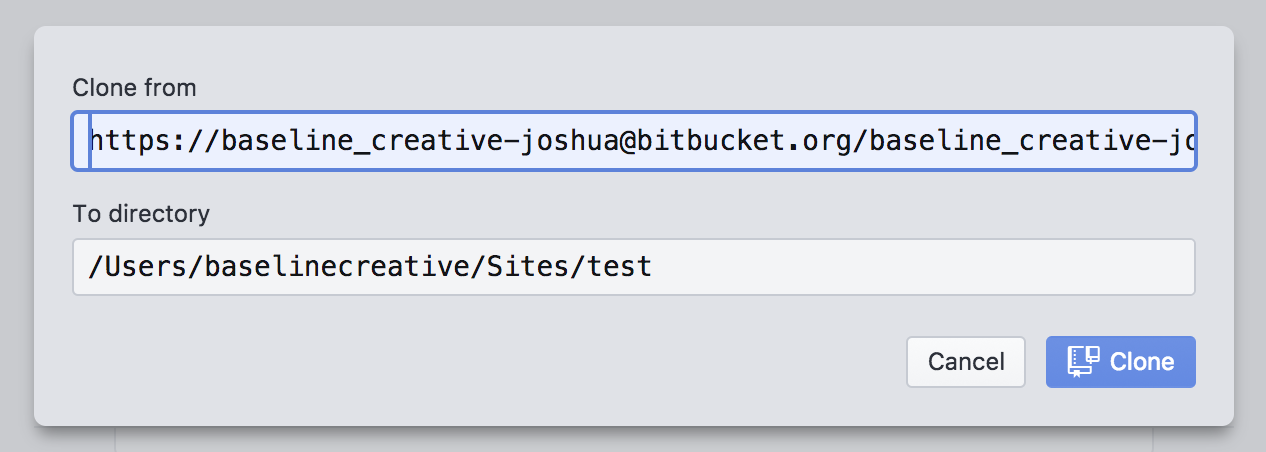 Clone from
https://baseline_creative-joshua@bitbucket.org/baseline_creative-jo
To directory
/Users/baselinecreative/Sites/test
Cancel
Clone